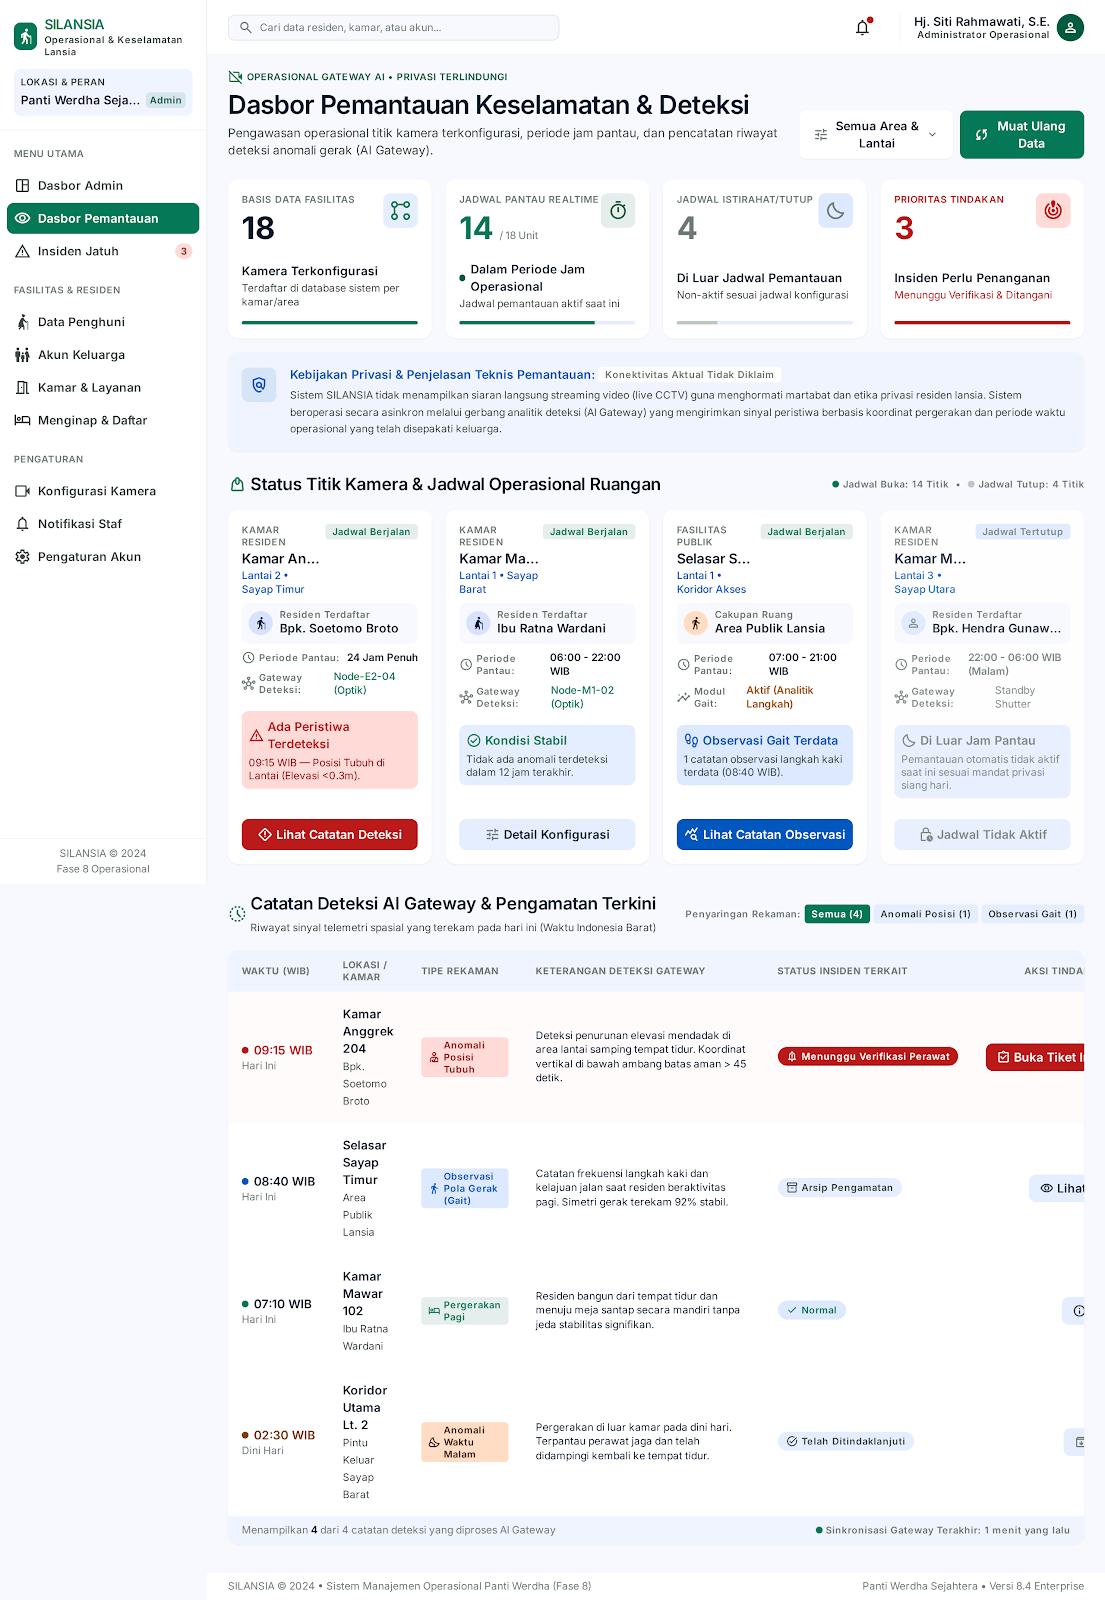 SILANSIA
Operasional & Keselamatan
Lansia
LOKASI & PERAN
Panti Werdha Seja... Admin
MENU UTAMA
Dasbor Admin
Dasbor Pemantauan
Insiden Jatuh 3
FASILITAS & RESIDEN
Data Penghuni
Akun Keluarga
Kamar & Layanan
Menginap & Daftar
PENGATURAN
Konfigurasi Kamera
Notifikasi Staf
Pengaturan Akun
SILANSIA © 2024
Fase 8 Operasional
Cari data residen, kamar, atau akun...
Hj. Siti Rahmawati, S.E.
Administrator Operasional
OPERASIONAL GATEWAY AI • PRIVASI TERLINDUNGI
Dasbor Pemantauan Keselamatan & Deteksi
Pengawasan operasional titik kamera terkonfigurasi, periode jam pantau, dan pencatatan riwayat
deteksi anomali gerak (AI Gateway).
Semua Area &
Lantai
Muat Ulang
Data
BASIS DATA FASILITAS
18
Kamera Terkonfigurasi
Terdaftar di database sistem per
kamar/area
JADWAL PANTAU REALTIME
14 / 18 Unit
Dalam Periode Jam
Operasional
Jadwal pemantauan aktif saat ini
JADWAL ISTIRAHAT/TUTUP
4
Di Luar Jadwal Pemantauan
Non-aktif sesuai jadwal konfigurasi
PRIORITAS TINDAKAN
3
Insiden Perlu Penanganan
Menunggu Verifikasi & Ditangani
Kebijakan Privasi & Penjelasan Teknis Pemantauan: Konektivitas Aktual Tidak Diklaim
Sistem SILANSIA tidak menampilkan siaran langsung streaming video (live CCTV) guna menghormati martabat dan etika privasi residen lansia. Sistem
beroperasi secara asinkron melalui gerbang analitik deteksi (AI Gateway) yang mengirimkan sinyal peristiwa berbasis koordinat pergerakan dan periode waktu
operasional yang telah disepakati keluarga.
Status Titik Kamera & Jadwal Operasional Ruangan
Jadwal Buka: 14 Titik • Jadwal Tutup: 4 Titik
KAMAR
RESIDEN
Jadwal Berjalan
Kamar An...
Lantai 2 •
Sayap Timur
Residen Terdaftar
Bpk. Soetomo Broto
Periode Pantau: 24 Jam Penuh
Gateway
Deteksi:
Node-E2-04
(Optik)
Ada Peristiwa
Terdeteksi
09:15 WIB — Posisi Tubuh di
Lantai (Elevasi <0.3m).
Lihat Catatan Deteksi
KAMAR
RESIDEN
Jadwal Berjalan
Kamar Ma...
Lantai 1 • Sayap
Barat
Residen Terdaftar
Ibu Ratna Wardani
Periode
Pantau:
06:00 - 22:00
WIB
Gateway
Deteksi:
Node-M1-02
(Optik)
Kondisi Stabil
Tidak ada anomali terdeteksi
dalam 12 jam terakhir.
Detail Konfigurasi
FASILITAS
PUBLIK
Jadwal Berjalan
Selasar S...
Lantai 1 •
Koridor Akses
Cakupan Ruang
Area Publik Lansia
Periode
Pantau:
07:00 - 21:00
WIB
Modul
Gait:
Aktif (Analitik
Langkah)
Observasi Gait Terdata
1 catatan observasi langkah kaki
terdata (08:40 WIB).
Lihat Catatan Observasi
KAMAR
RESIDEN
Jadwal Tertutup
Kamar M...
Lantai 3 •
Sayap Utara
Residen Terdaftar
Bpk. Hendra Gunaw...
Periode
Pantau:
22:00 - 06:00 WIB
(Malam)
Gateway
Deteksi:
Standby
Shutter
Di Luar Jam Pantau
Pemantauan otomatis tidak aktif
saat ini sesuai mandat privasi
siang hari.
Jadwal Tidak Aktif
Catatan Deteksi AI Gateway & Pengamatan Terkini
Riwayat sinyal telemetri spasial yang terekam pada hari ini (Waktu Indonesia Barat)
Penyaringan Rekaman: Semua (4) Anomali Posisi (1) Observasi Gait (1)
WAKTU (WIB) LOKASI / KAMAR TIPE REKAMAN KETERANGAN DETEKSI GATEWAY STATUS INSIDEN TERKAIT AKSI TINDA
09:15 WIB
Hari Ini
Kamar
Anggrek
204
Bpk.
Soetomo
Broto
Anomali
Posisi
Tubuh
Deteksi penurunan elevasi mendadak di
area lantai samping tempat tidur. Koordinat
vertikal di bawah ambang batas aman > 45
detik.
Menunggu Verifikasi Perawat
Buka Tiket I
08:40 WIB
Hari Ini
Selasar
Sayap
Timur
Area
Publik
Lansia
Observasi
Pola Gerak
(Gait)
Catatan frekuensi langkah kaki dan
kelajuan jalan saat residen beraktivitas
pagi. Simetri gerak terekam 92% stabil.
Arsip Pengamatan
Lihat
07:10 WIB
Hari Ini
Kamar
Mawar
102
Ibu Ratna
Wardani
Pergerakan
Pagi
Residen bangun dari tempat tidur dan
menuju meja santap secara mandiri tanpa
jeda stabilitas signifikan.
Normal
02:30 WIB
Dini Hari
Koridor
Utama
Lt. 2
Pintu
Keluar
Sayap
Barat
Anomali
Waktu
Malam
Pergerakan di luar kamar pada dini hari.
Terpantau perawat jaga dan telah
didampingi kembali ke tempat tidur.
Telah Ditindaklanjuti
Menampilkan 4 dari 4 catatan deteksi yang diproses AI Gateway
Sinkronisasi Gateway Terakhir: 1 menit yang lalu
SILANSIA © 2024 • Sistem Manajemen Operasional Panti Werdha (Fase 8)
Panti Werdha Sejahtera • Versi 8.4 Enterprise